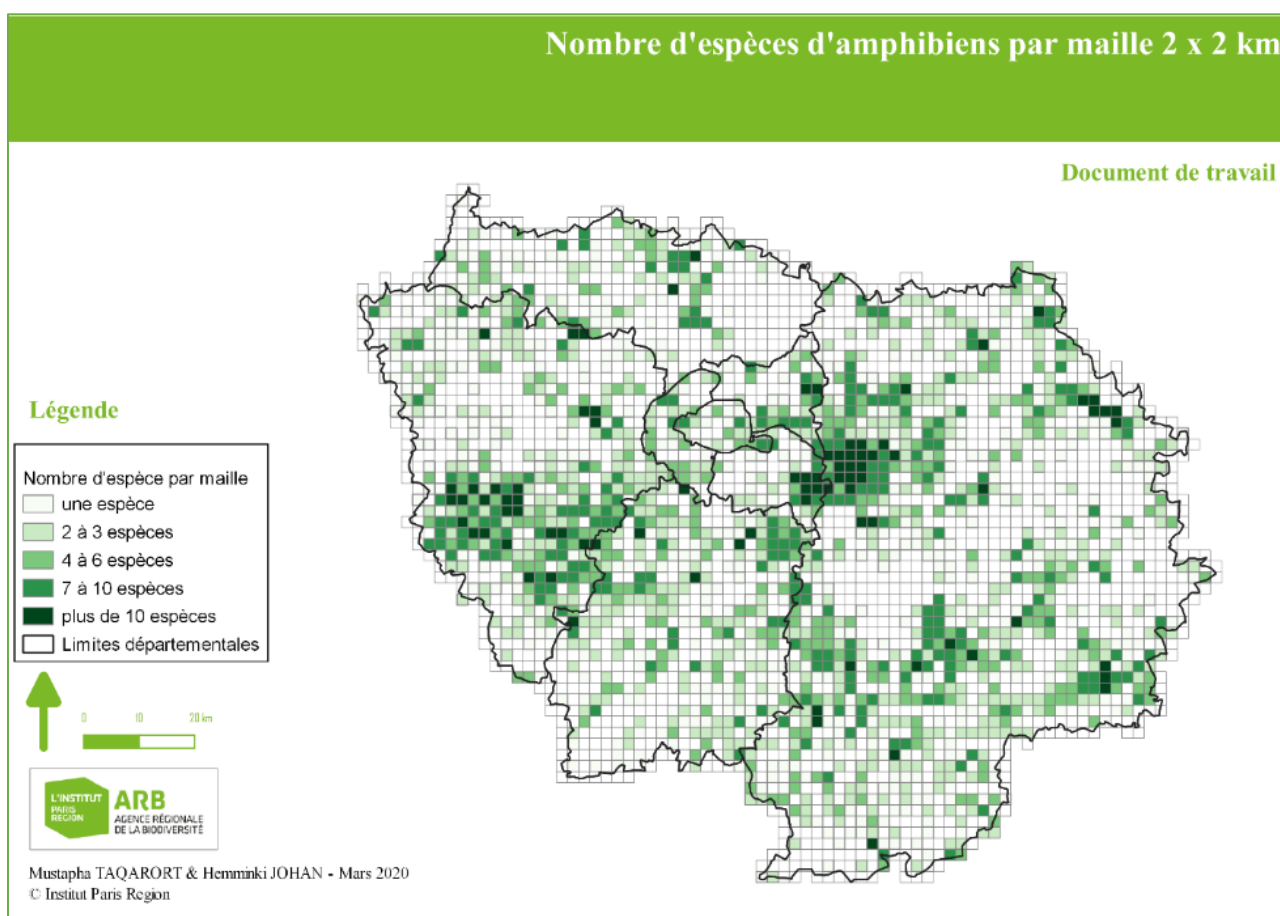 Nombre d'espèces d'amphibiens par maille 2 x 2 km
Document de travail
Légende
Nombre d'espèce par maille
une espèce
2 à 3 espèces
4 à 6 espèces
7 à 10 espèces
plus de 10 espèces
Limites départementales
0 10 20 km
L'INSTITUT
PARIS
REGION
ARB
AGENCE RÉGIONALE
DE LA BIODIVERSITÉ
Mustapha TAQARORT & Hemminki JOHAN - Mars 2020
© Institut Paris Region